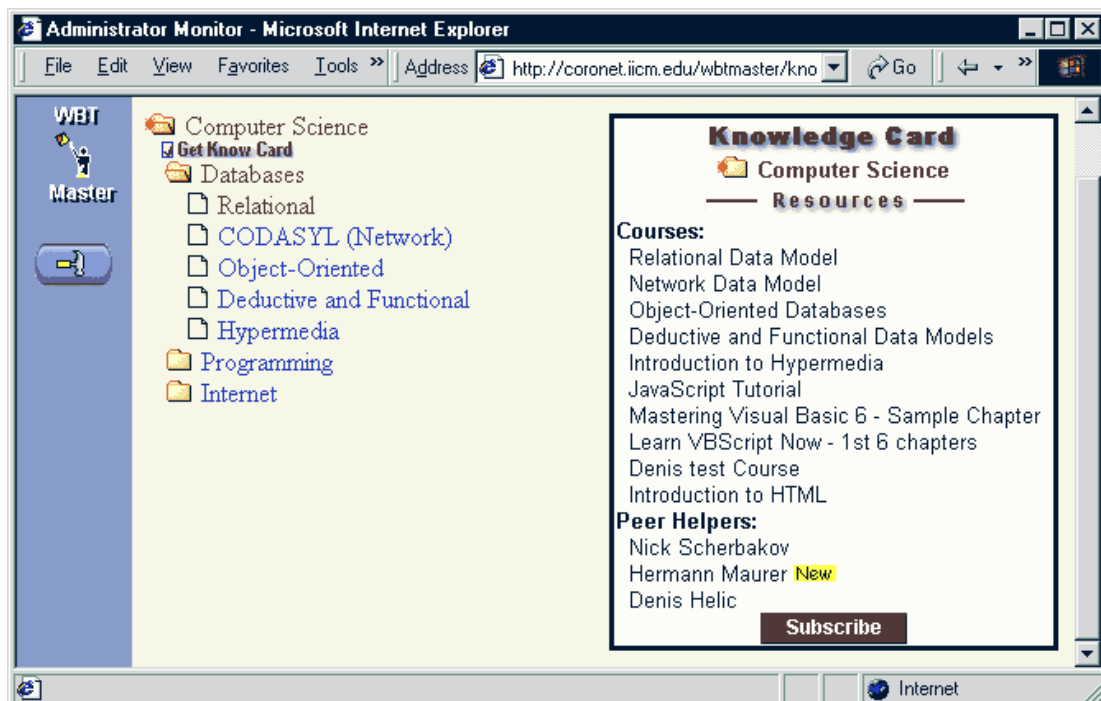 Administrator Monitor - Microsoft Internet Explorer
File Edit View Favorites Tools » Address http://coronet.iicm.edu/wbtmaster/kno Go »
WBT
Master
Computer Science
Get Know Card
Databases
Relational
CODASYL (Network)
Object-Oriented
Deductive and Functional
Hypermedia
Programming
Internet
Knowledge Card
Computer Science
Resources
Courses:
Relational Data Model
Network Data Model
Object-Oriented Databases
Deductive and Functional Data Models
Introduction to Hypermedia
JavaScript Tutorial
Mastering Visual Basic 6 - Sample Chapter
Learn VBScript Now - 1st 6 chapters
Denis test Course
Introduction to HTML
Peer Helpers:
Nick Scherbakov
Hermann Maurer New
Denis Helic
Subscribe
Internet